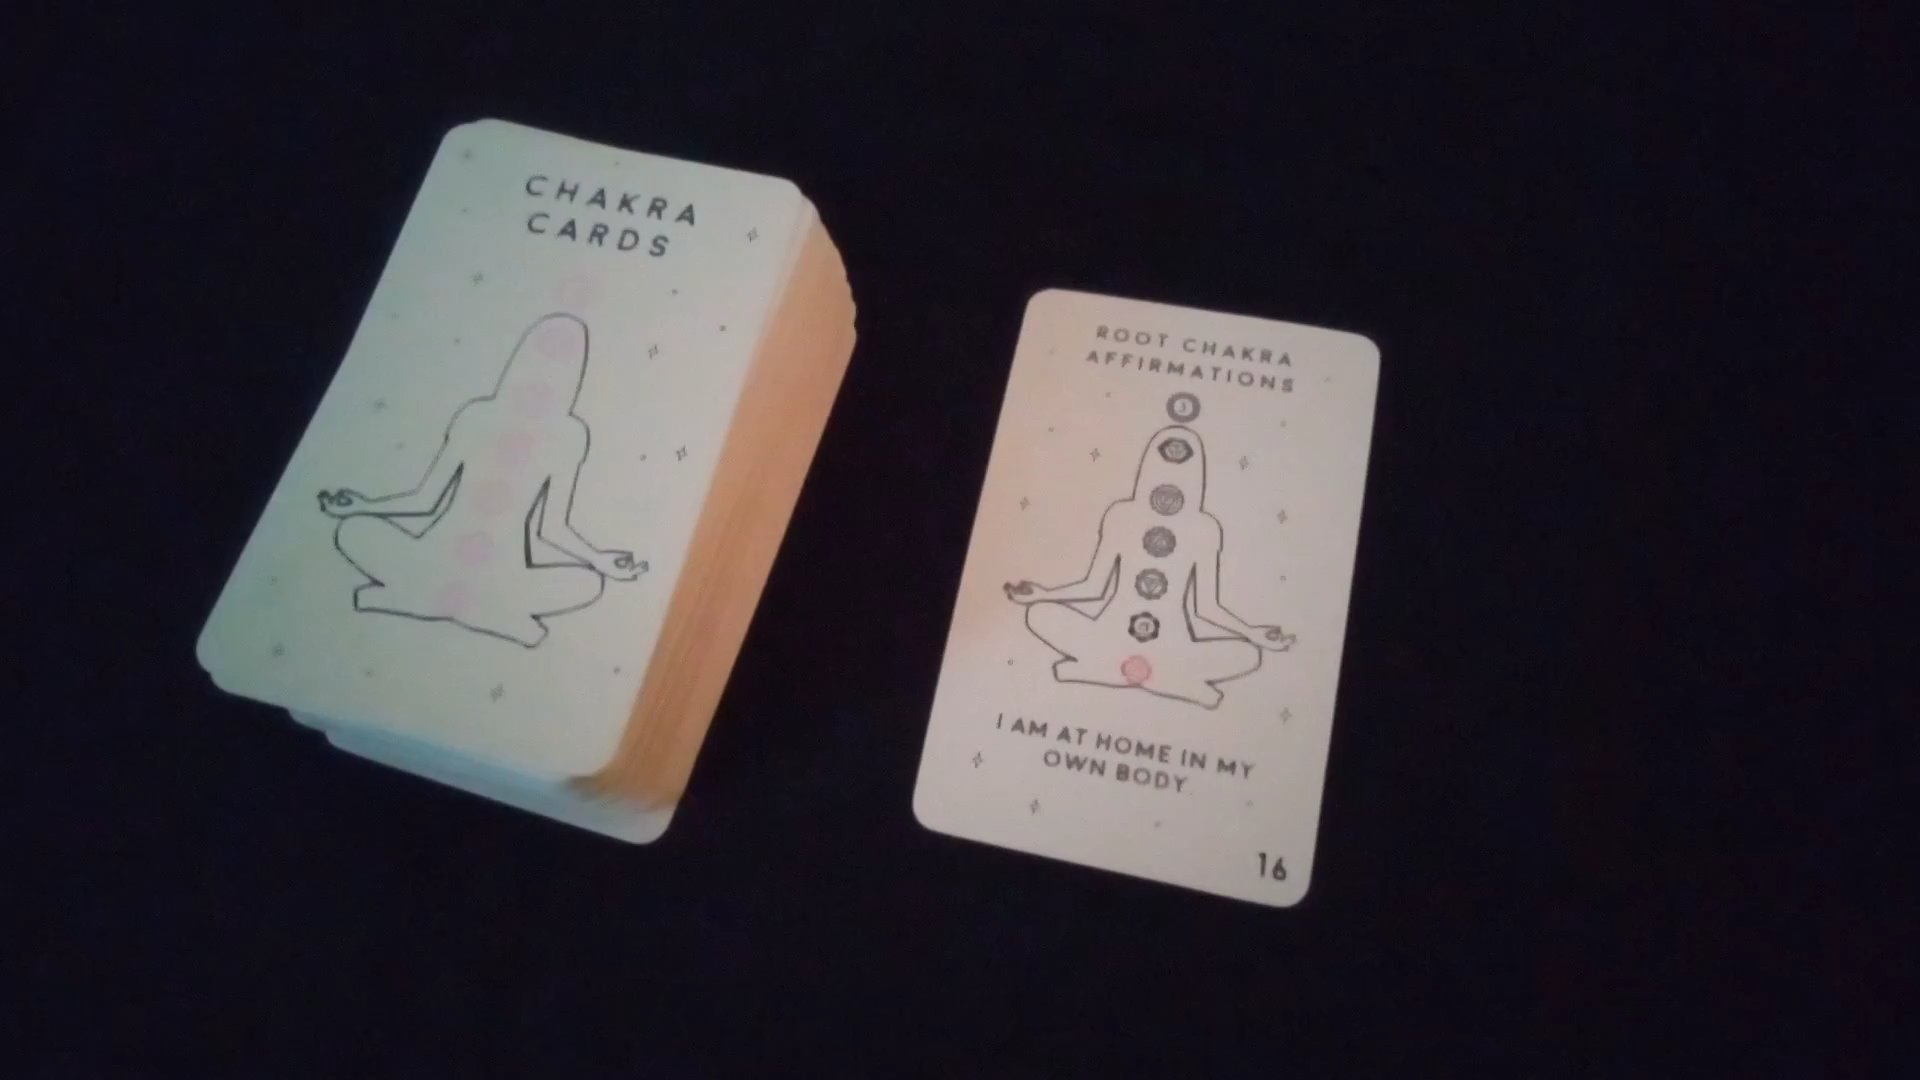 CHAKRA
CARDS
ROOT CHAKRA
AFFIRMATIONS
I AM AT HOME IN MY
OWN BODY
16